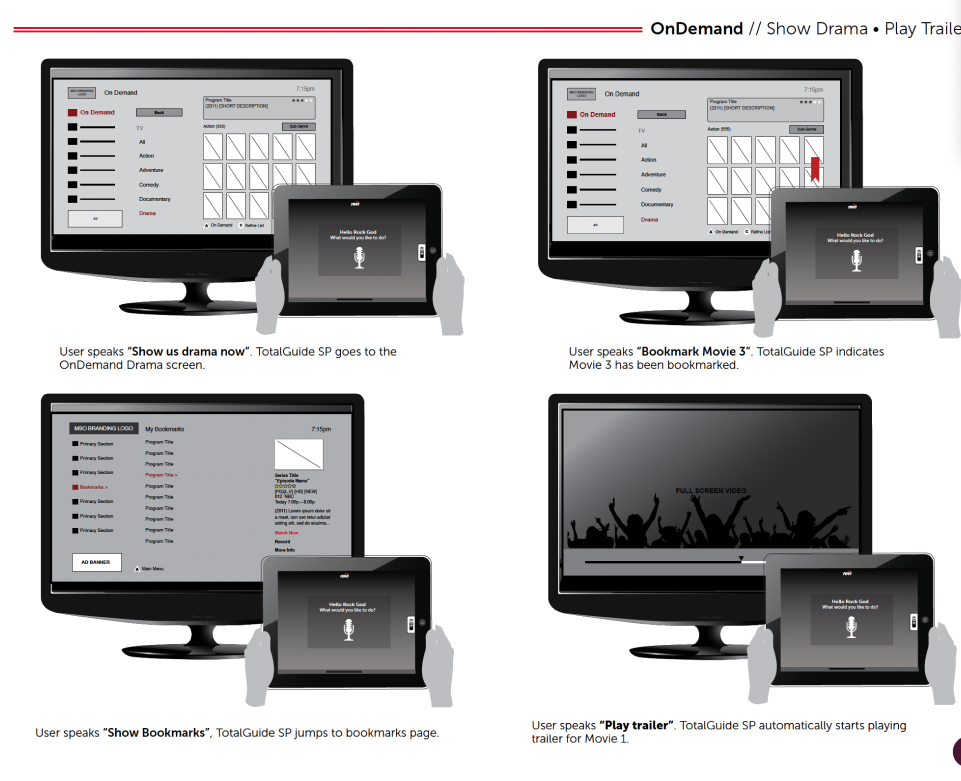 OnDemand // Show Drama • Play Traile
MSO BRANDING
LOGO
On Demand
7:15pm
On Demand
Back
Program Title
(2011) [SHORT DESCRIPTION]
★★★★★
TV
Action (555)
Sub-Genre
All
Action
Adventure
Comedy
Documentary
Drama
AD
A On Demand C Refine List
rovi
Hello Rock God
What would you like to do?
User speaks "Show us drama now". TotalGuide SP goes to the
OnDemand Drama screen.
MSO BRANDING
LOGO
On Demand
7:15pm
On Demand
Back
Program Title
(2011) [SHORT DESCRIPTION]
★★★★★
TV
Action (555)
Sub-Genre
All
Action
Adventure
Comedy
Documentary
Drama
AD
A On Demand C Refine List
rovi
Hello Rock God
What would you like to do?
User speaks "Bookmark Movie 3". TotalGuide SP indicates
Movie 3 has been bookmarked.
MSO BRANDING LOGO
My Bookmarks
7:15pm
Primary Section
Primary Section
Primary Section
Bookmarks >
Primary Section
Primary Section
Primary Section
Program Title
Program Title
Program Title
Program Title >
Program Title
Program Title
Program Title
Program Title
Program Title
Program Title
Series Title
"Episode Name"
☆☆☆☆☆
[PG][L,V] [HD] [NEW]
012 NBC
Today 7:00p – 8:00p
(2011) Lorem ipsum dolor sit
a met, con sec tetur adipist
scing elit, sed do eiuslms...
Watch Now
Record
More Info
AD BANNER
A Main Menu
rovi
Hello Rock God
What would you like to do?
User speaks "Show Bookmarks", TotalGuide SP jumps to bookmarks page.
FULL SCREEN VIDEO
rovi
Hello Rock God
What would you like to do?
User speaks "Play trailer". TotalGuide SP automatically starts playing
trailer for Movie 1.